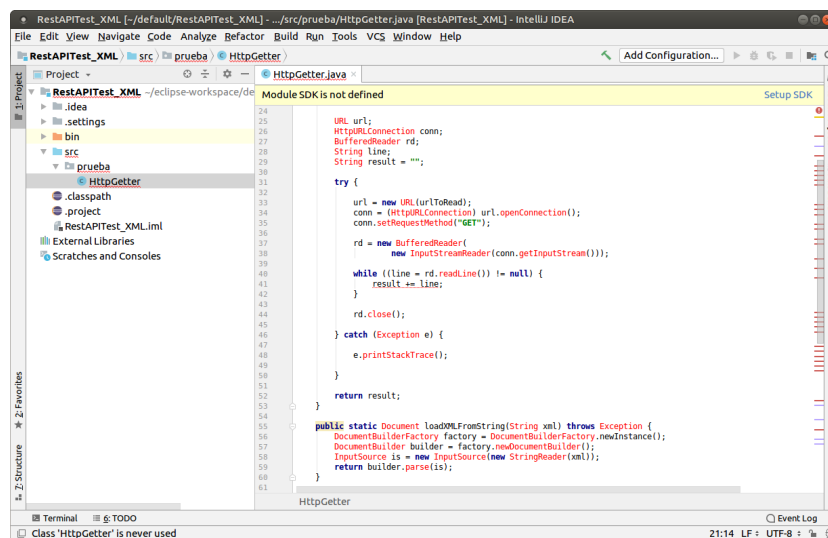 RestAPITest_XML [~/default/RestAPITest_XML] - .../src/prueba/HttpGetter.java [RestAPITest_XML] - IntelliJ IDEA
File Edit View Navigate Code Analyze Refactor Build Run Tools VCS Window Help
RestAPITest_XML src prueba HttpGetter Add Configuration...
1: Project
Project
HttpGetter.java
RestAPITest_XML ~/eclipse-workspace/de
.idea
.settings
bin
src
prueba
HttpGetter
.classpath
.project
RestAPITest_XML.iml
External Libraries
Scratches and Consoles
Module SDK is not defined Setup SDK
24
25 URL url;
26 HttpURLConnection conn;
27 BufferedReader rd;
28 String line;
29 String result = "";
30
31 try {
32
33 url = new URL(urlToRead);
34 conn = (HttpURLConnection) url.openConnection();
35 conn.setRequestMethod("GET");
36
37 rd = new BufferedReader(
38 new InputStreamReader(conn.getInputStream()));
39
40 while ((line = rd.readLine()) != null) {
41 result += line;
42 }
43
44 rd.close();
45
46 } catch (Exception e) {
47
48 e.printStackTrace();
49
50 }
51
52 return result;
53 }
54
55 public static Document loadXMLFromString(String xml) throws Exception {
56 DocumentBuilderFactory factory = DocumentBuilderFactory.newInstance();
57 DocumentBuilder builder = factory.newDocumentBuilder();
58 InputSource is = new InputSource(new StringReader(xml));
59 return builder.parse(is);
60 }
61
HttpGetter
2: Favorites
7: Structure
Terminal 6: TODO Event Log
Class 'HttpGetter' is never used 21:14 LF UTF-8